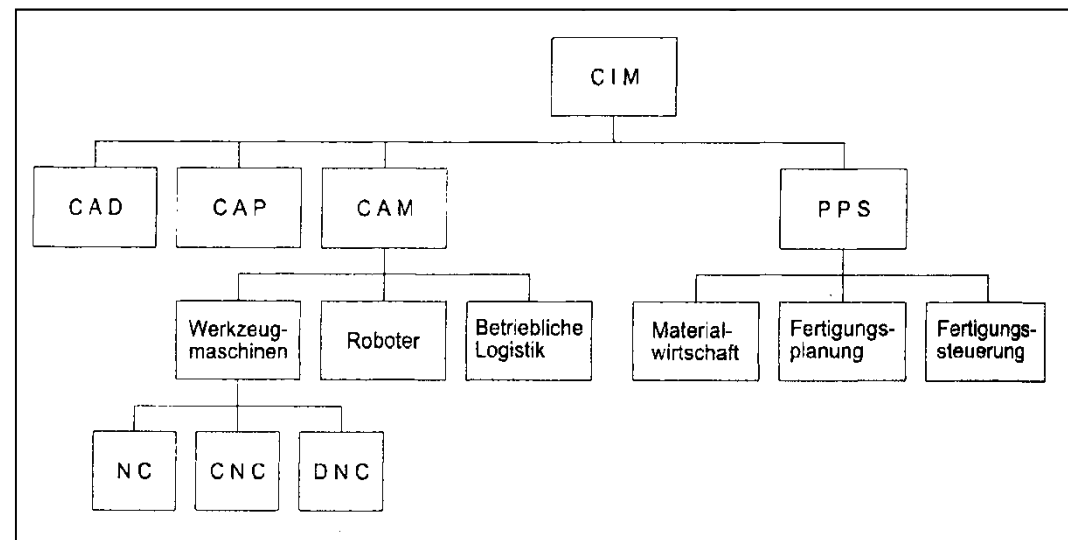 CIM
CAD
CAP
CAM
PPS
Werkzeug-
maschinen
Roboter
Betriebliche
Logistik
Material-
wirtschaft
Fertigungs-
planung
Fertigungs-
steuerung
NC
CNC
DNC